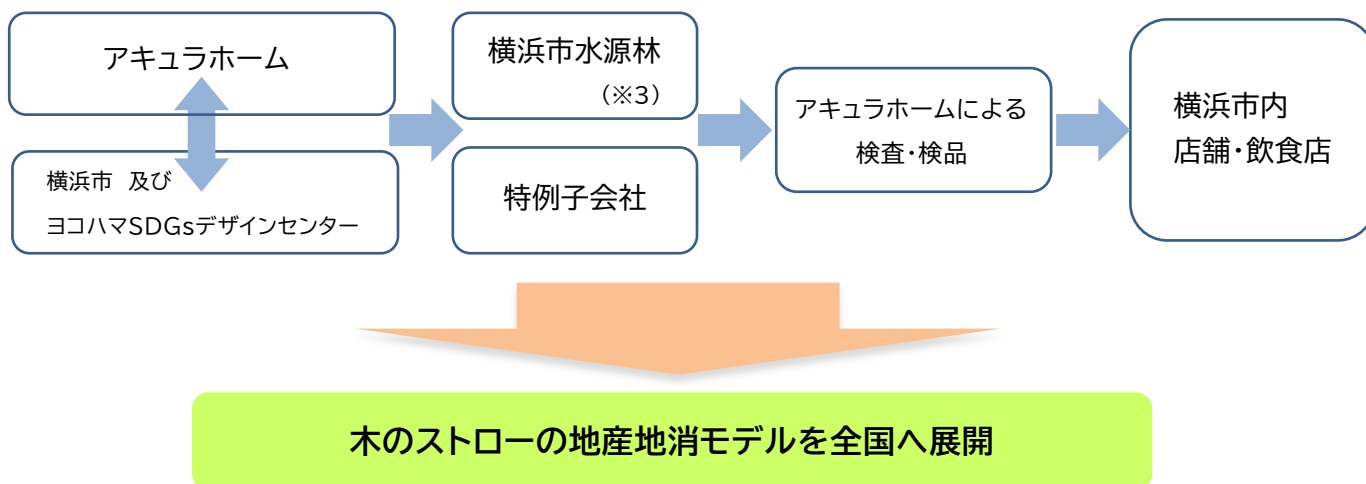 アキュラホーム
横浜市　及び
ヨコハマSDGsデザインセンター
横浜市水源林
（※3）
特例子会社
アキュラホームによる
検査・検品
横浜市内
店舗・飲食店
木のストローの地産地消モデルを全国へ展開